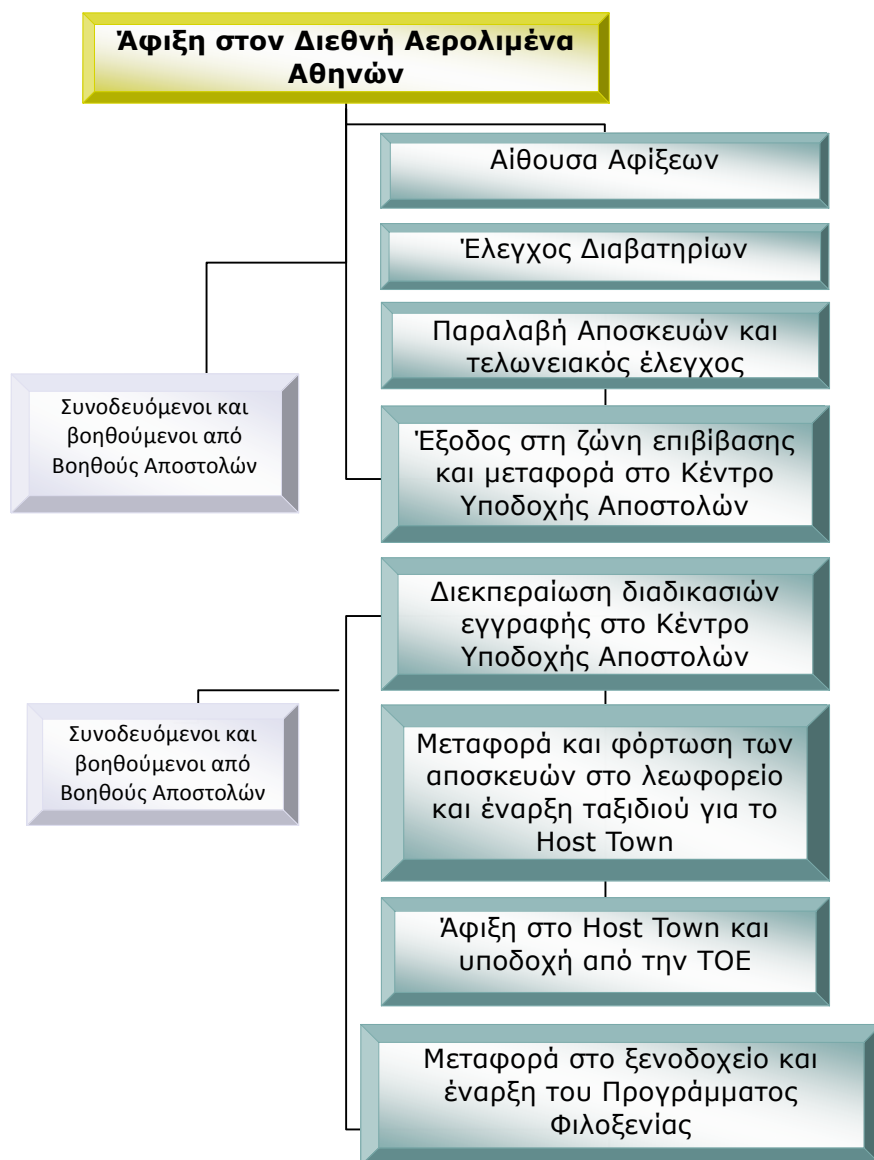 Άφιξη στον Διεθνή Αερολιμένα
Αθηνών
Αίθουσα Αφίξεων
Έλεγχος Διαβατηρίων
Παραλαβή Αποσκευών και
τελωνειακός έλεγχος
Συνοδευόμενοι και
βοηθούμενοι από
Βοηθούς Αποστολών
Έξοδος στη ζώνη επιβίβασης
και μεταφορά στο Κέντρο
Υποδοχής Αποστολών
Διεκπεραίωση διαδικασιών
εγγραφής στο Κέντρο
Υποδοχής Αποστολών
Συνοδευόμενοι και
βοηθούμενοι από
Βοηθούς Αποστολών
Μεταφορά και φόρτωση των
αποσκευών στο λεωφορείο
και έναρξη ταξιδιού για το
Host Town
Άφιξη στο Host Town και
υποδοχή από την ΤΟΕ
Μεταφορά στο ξενοδοχείο και
έναρξη του Προγράμματος
Φιλοξενίας